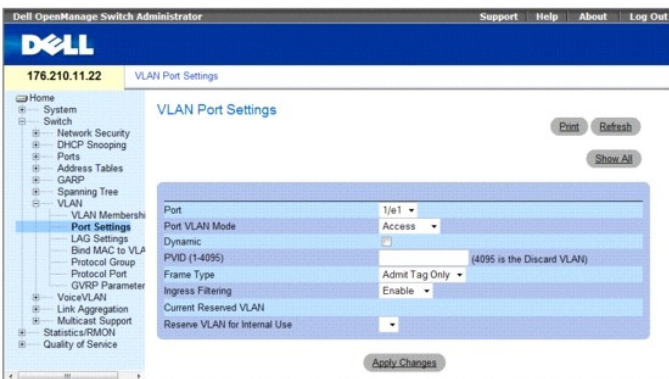 Dell OpenManage Switch Administrator
Support Help About Log Out
DELL
176.210.11.22
VLAN Port Settings
Home
System
Switch
Network Security
DHCP Snooping
Ports
Address Tables
GARP
Spanning Tree
VLAN
VLAN Membershi
Port Settings
LAG Settings
Bind MAC to VLA
Protocol Group
Protocol Port
GVRP Parameter
VoiceVLAN
Link Aggregation
Multicast Support
Statistics/RMON
Quality of Service
VLAN Port Settings
Print Refresh
Show All
Port 1/e1
Port VLAN Mode Access
Dynamic
PVID (1-4095) (4095 is the Discard VLAN)
Frame Type Admit Tag Only
Ingress Filtering Enable
Current Reserved VLAN
Reserve VLAN for Internal Use
Apply Changes